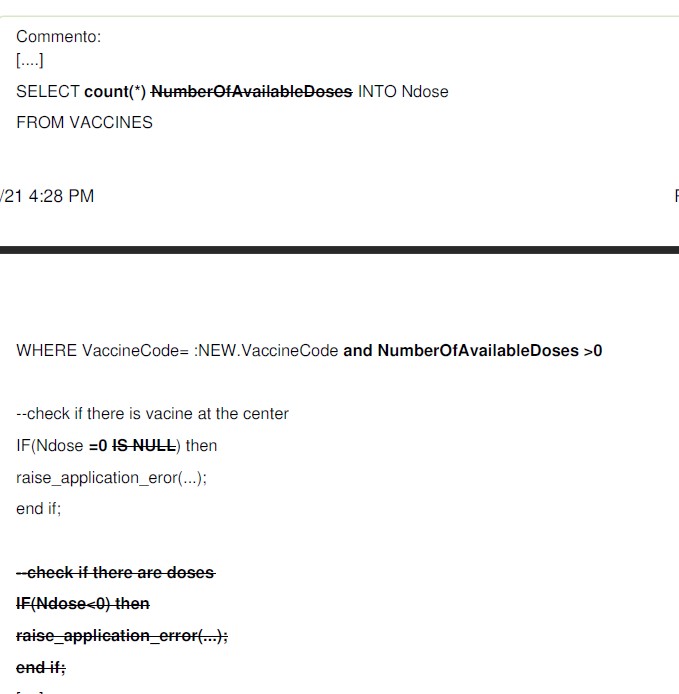 Commento:
[....]
SELECT count(*) NumberOfAvailableDoses INTO Ndose
FROM VACCINES
/21 4:28 PM
WHERE VaccineCode= :NEW.VaccineCode and NumberOfAvailableDoses >0
--check if there is vacine at the center
IF(Ndose =0 IS NULL) then
raise_application_eror(...);
end if;
--check if there are doses
IF(Ndose<0) then
raise_application_error(...);
end if;